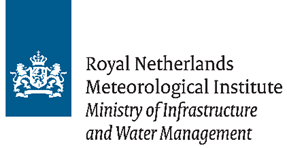 Royal Netherlands
Meteorological Institute
Ministry of Infrastructure
and Water Management